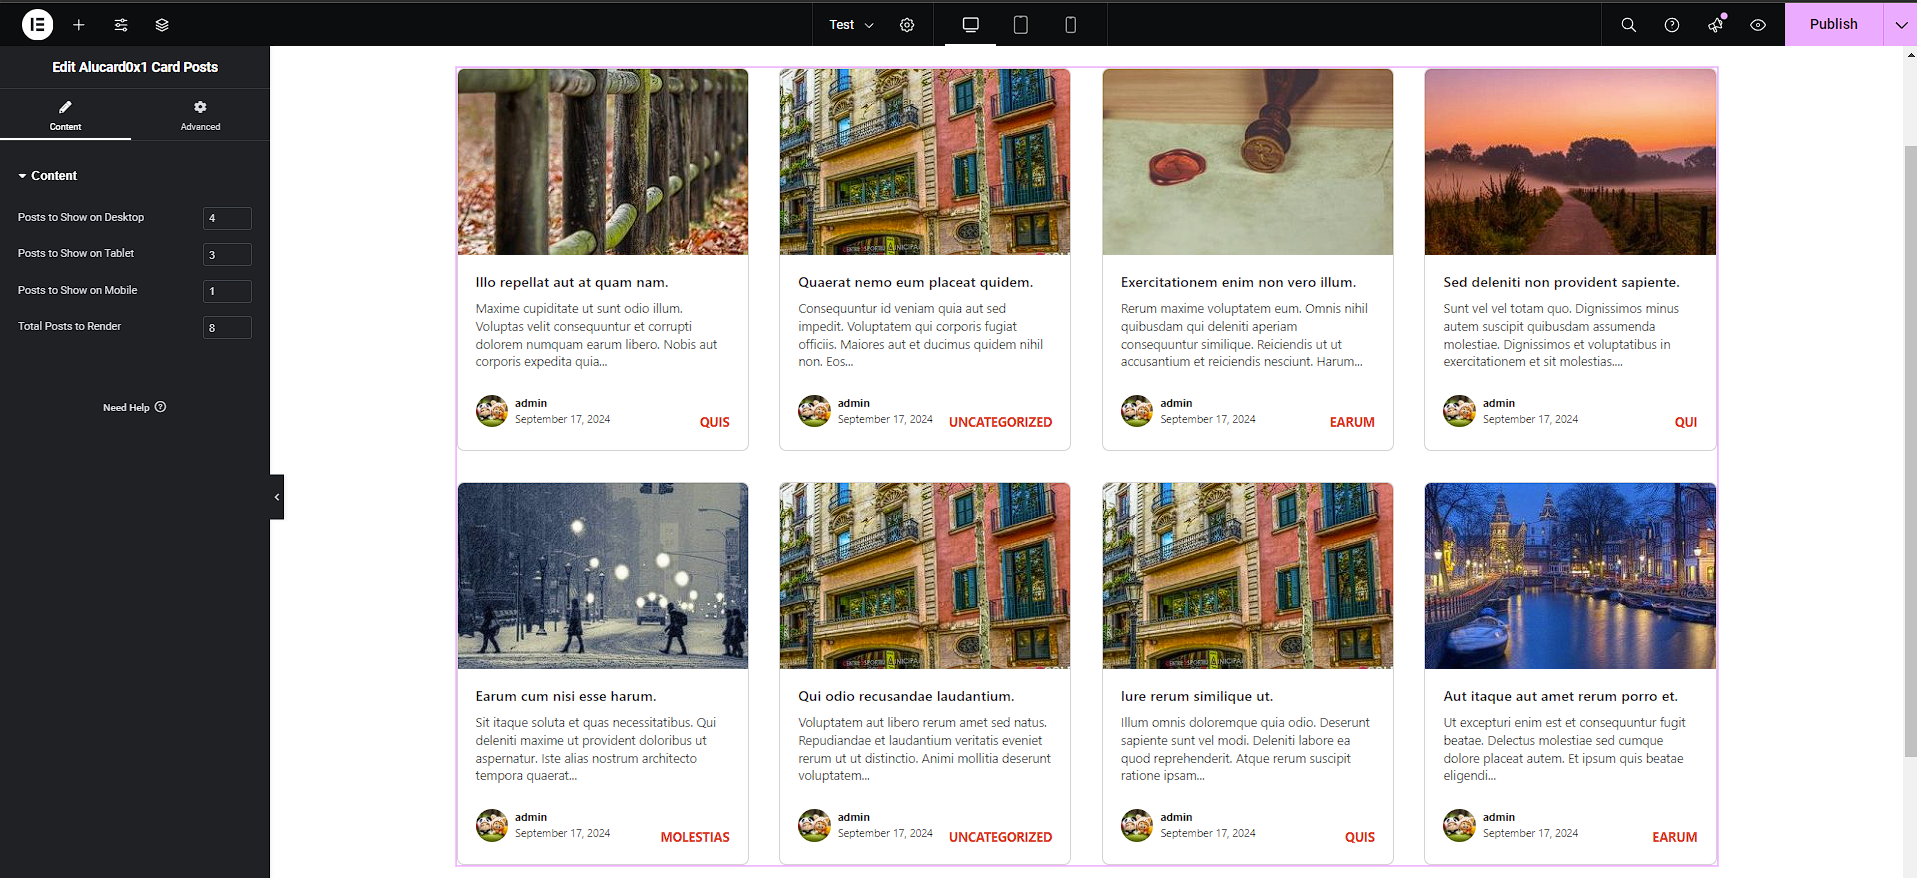 Test
Publish
Edit Alucard0x1 Card Posts
Content
Advanced
Content
Posts to Show on Desktop
4
Posts to Show on Tablet
3
Posts to Show on Mobile
1
Total Posts to Render
8
Need Help
Illo repellat aut at quam nam.
Maxime cupiditate ut sunt odio illum.
Voluptas velit consequuntur et corrupti
dolorem numquam earum libero. Nobis aut
corporis expedita quia...
admin
September 17, 2024
QUIS
Quaerat nemo eum placeat quidem.
Consequuntur id veniam quia aut sed
impedit. Voluptatem qui corporis fugiat
officiis. Maiores aut et ducimus quidem nihil
non. Eos...
admin
September 17, 2024
UNCATEGORIZED
Exercitationem enim non vero illum.
Rerum maxime voluptatem eum. Omnis nihil
quibusdam qui deleniti aperiam
consequuntur similique. Reiciendis ut ut
accusantium et reiciendis nesciunt. Harum...
admin
September 17, 2024
EARUM
Sed deleniti non provident sapiente.
Sunt vel vel totam quo. Dignissimos minus
autem suscipit quibusdam assumenda
molestiae. Dignissimos et voluptatibus in
exercitationem et sit molestias....
admin
September 17, 2024
QUI
Earum cum nisi esse harum.
Sit itaque soluta et quas necessitatibus. Qui
deleniti maxime ut provident doloribus ut
aspernatur. Iste alias nostrum architecto
tempora quaerat...
admin
September 17, 2024
MOLESTIAS
Qui odio recusandae laudantium.
Voluptatem aut libero rerum amet sed natus.
Repudiandae et laudantium veritatis eveniet
rerum ut ut distinctio. Animi mollitia deserunt
voluptatem...
admin
September 17, 2024
UNCATEGORIZED
Iure rerum similique ut.
Illum omnis doloremque quia odio. Deserunt
sapiente sunt vel modi. Deleniti labore ea
quod reprehenderit. Atque rerum suscipit
ratione ipsam...
admin
September 17, 2024
QUIS
Aut itaque aut amet rerum porro et.
Ut excepturi enim est et consequuntur fugit
beatae. Delectus molestiae sed cumque
dolore placeat autem. Et ipsum quis beatae
eligendi...
admin
September 17, 2024
EARUM